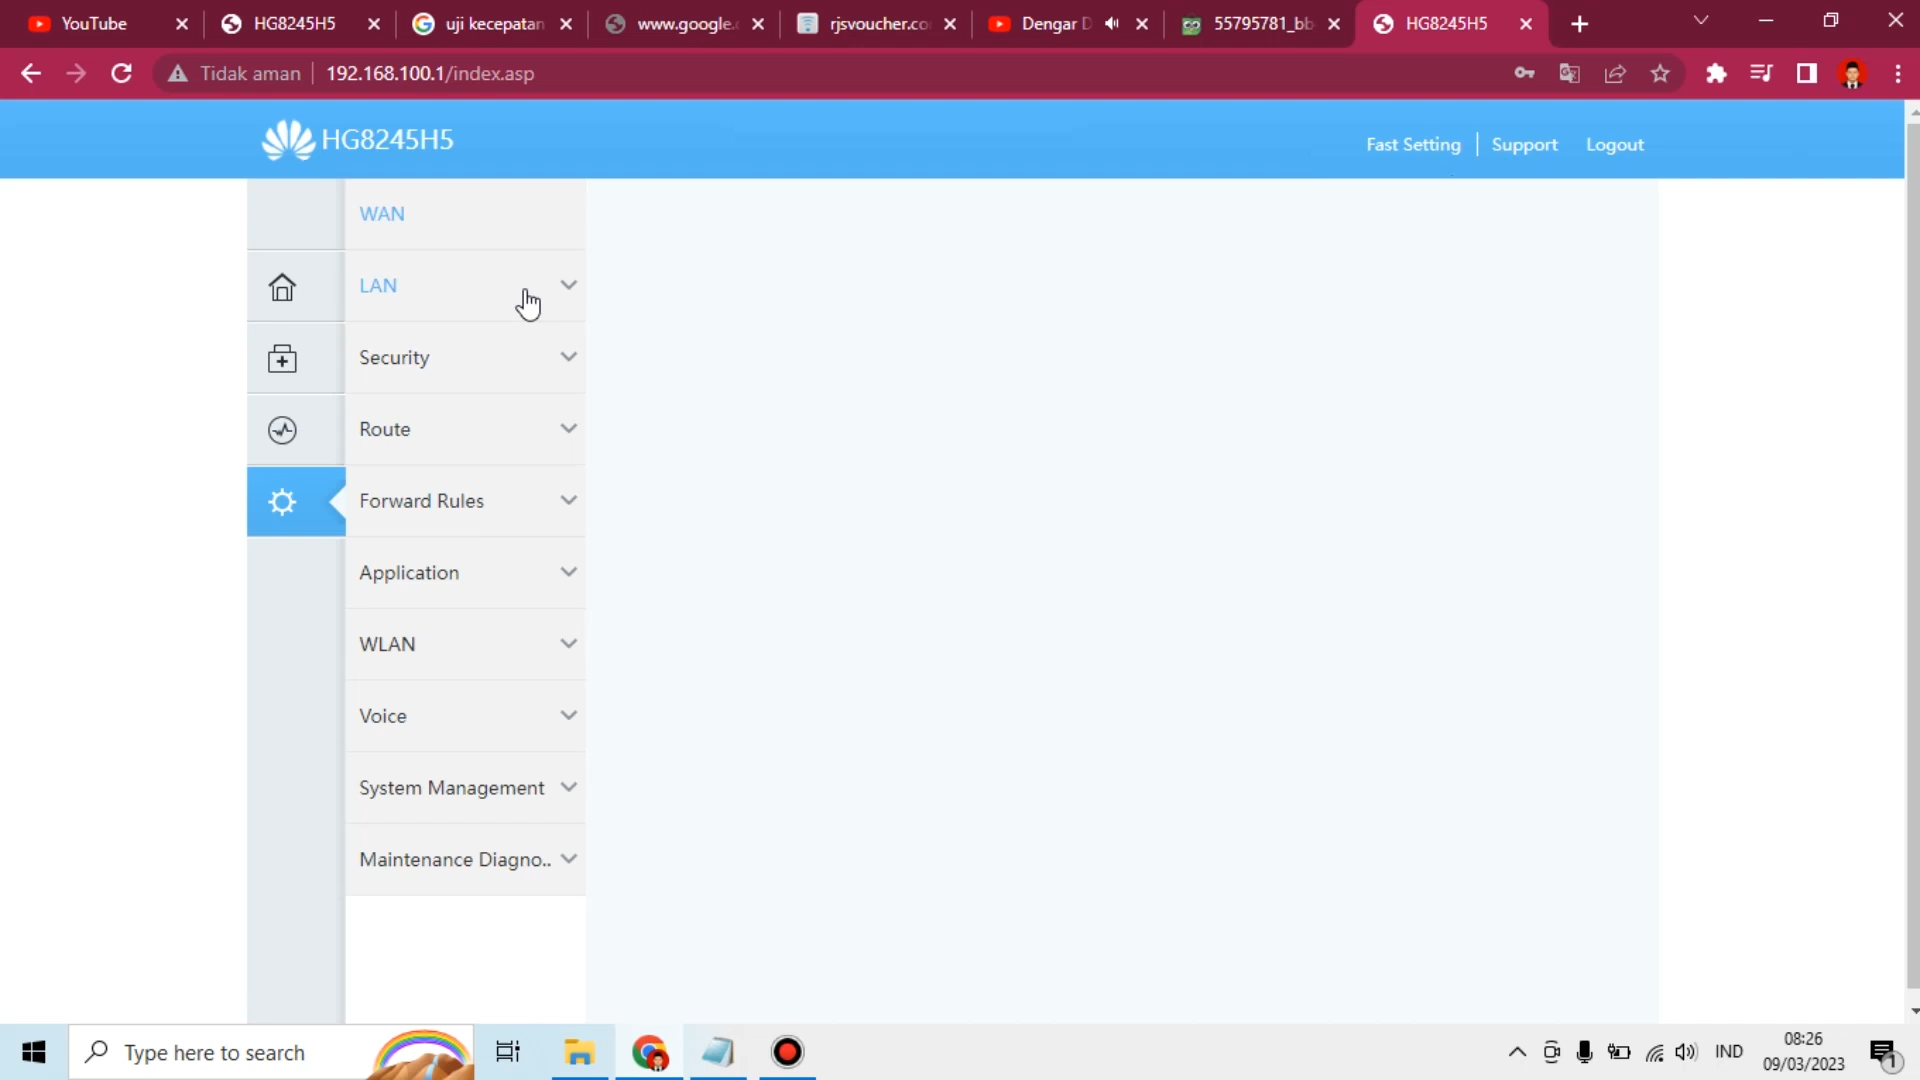 YouTube
HG8245H5
uji kecepatan
www.google.
rjsvoucher.co
Dengar D
55795781_bb
HG8245H5
Tidak aman
192.168.100.1/index.asp
HG8245H5
Fast Setting
Support
Logout
WAN
LAN
Security
Route
Forward Rules
Application
WLAN
Voice
System Management
Maintenance Diagno..
Type here to search
IND
08:26
09/03/2023
1